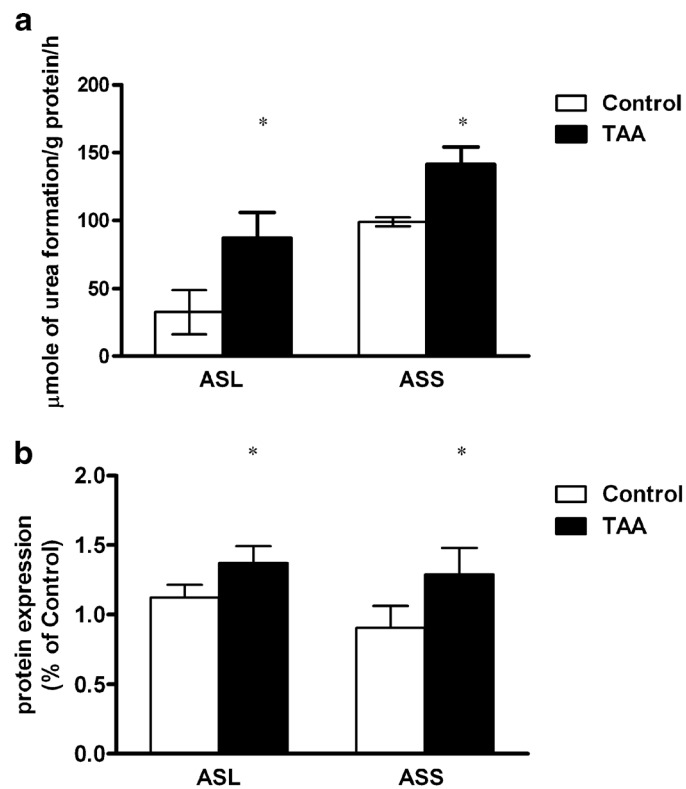 a
µmole of urea formation/g protein/h
200
150
100
50
0
*
*
ASL
ASS
Control
TAA
b
protein expression
(% of Control)
2.0
1.5
1.0
0.5
0.0
*
*
ASL
ASS
Control
TAA